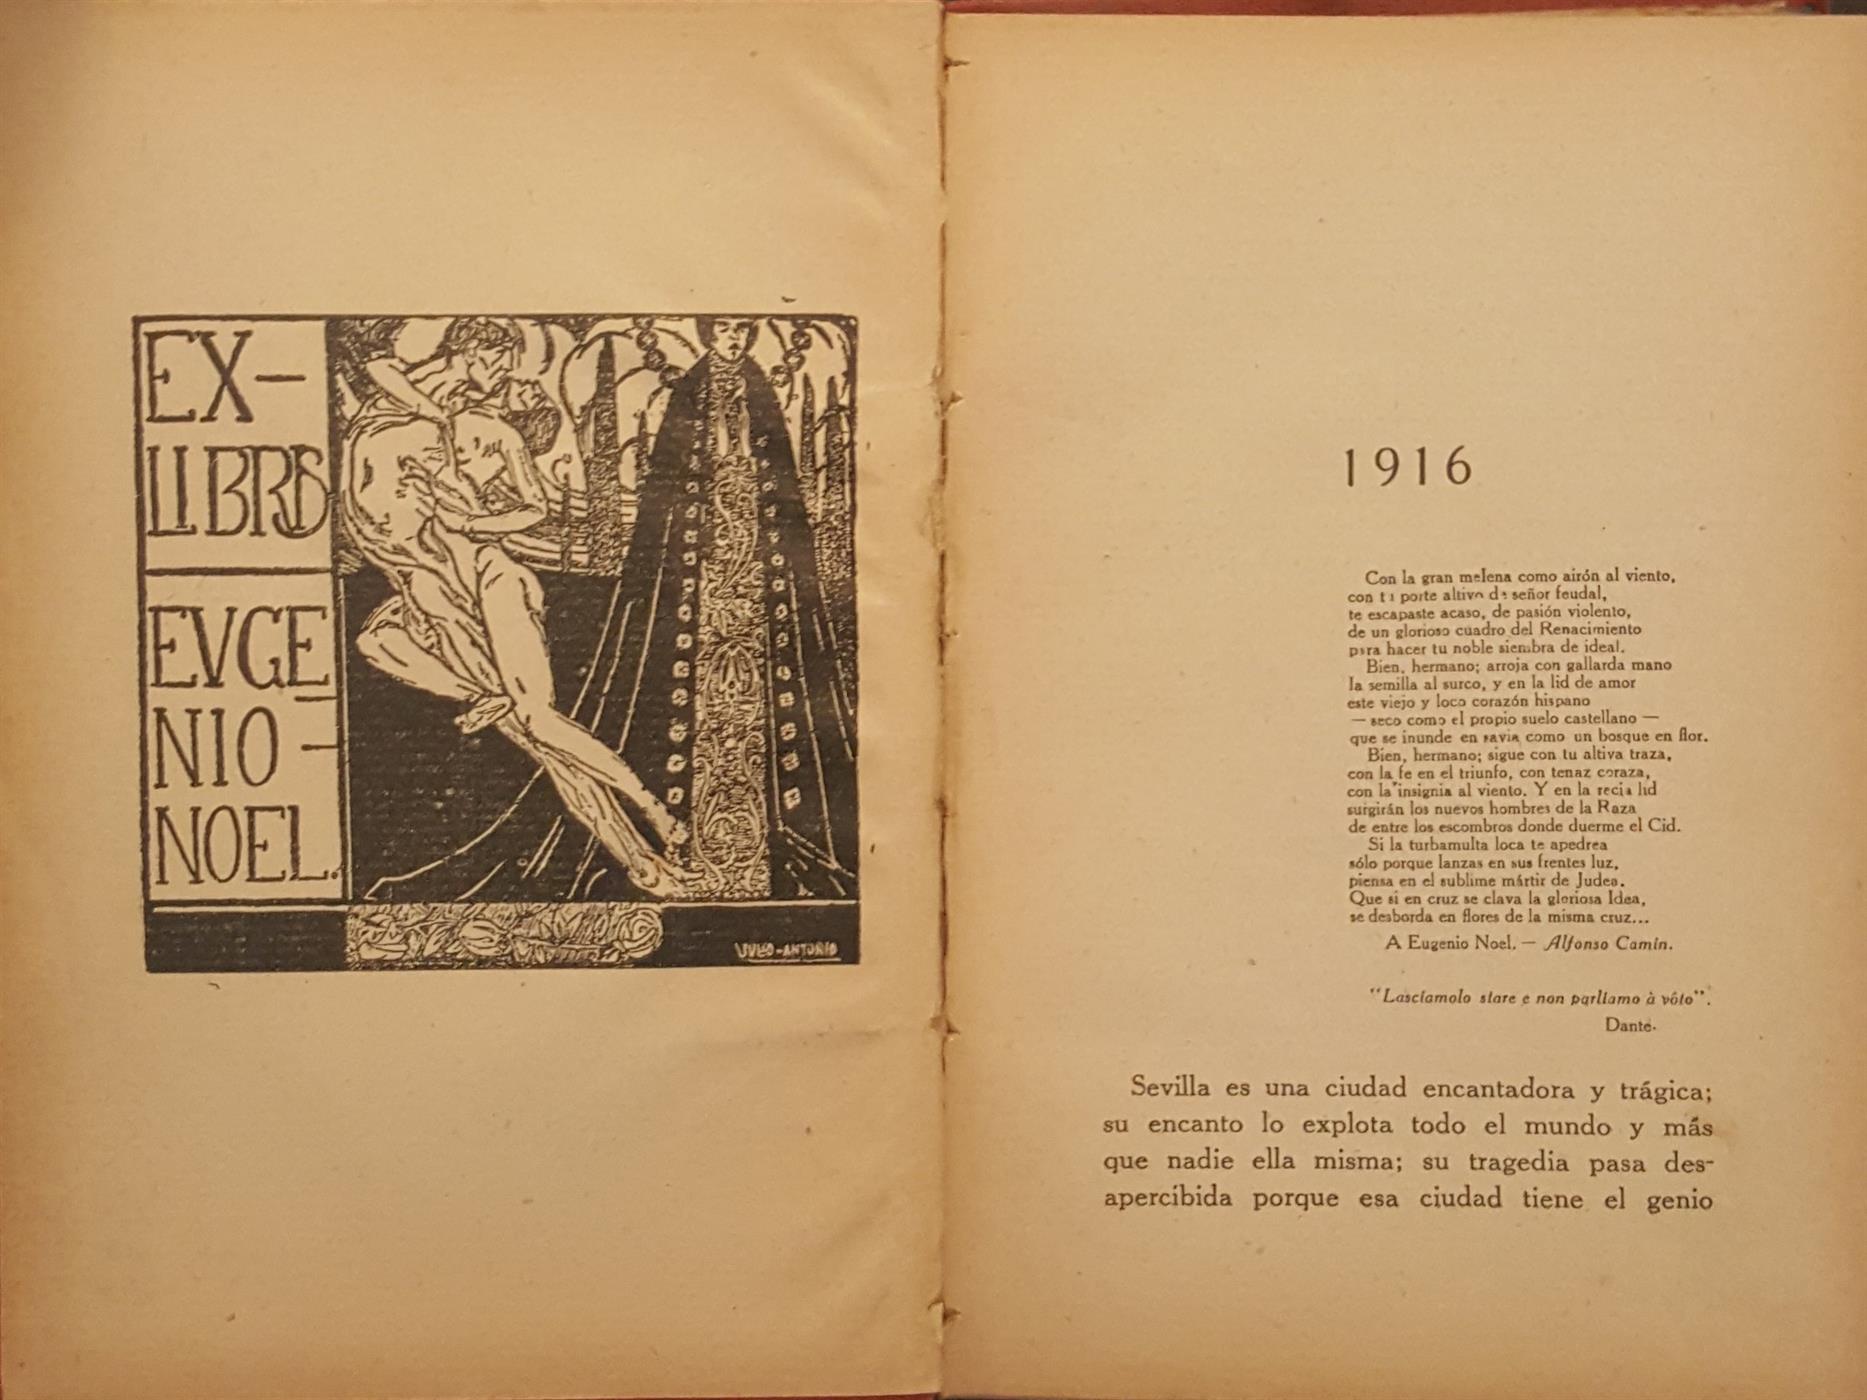 EX-
LIBRIS
EVGE
NIO-
NOEL.
JULIO-ANTONIO
1916
Con la gran melena como airón al viento,
con tu porte altivo de señor feudal,
te escapaste acaso, de pasión violento,
de un glorioso cuadro del Renacimiento
para hacer tu noble siembra de ideal.
Bien, hermano; arroja con gallarda mano
la semilla al surco, y en la lid de amor
este viejo y loco corazón hispano
— seco como el propio suelo castellano —
que se inunde en savia como un bosque en flor.
Bien, hermano; sigue con tu altiva traza,
con la fe en el triunfo, con tenaz coraza,
con la insignia al viento. Y en la recia lid
surgirán los nuevos hombres de la Raza
de entre los escombros donde duerme el Cid.
Si la turbamulta loca te apedrea
sólo porque lanzas en sus frentes luz,
piensa en el sublime mártir de Judea.
Que si en cruz se clava la gloriosa Idea,
se desborda en flores de la misma cruz...
A Eugenio Noel. — Alfonso Camín.
"Lasciamolo stare e non parliamo à vóto".
Dante.
Sevilla es una ciudad encantadora y trágica;
su encanto lo explota todo el mundo y más
que nadie ella misma; su tragedia pasa des-
apercibida porque esa ciudad tiene el genio